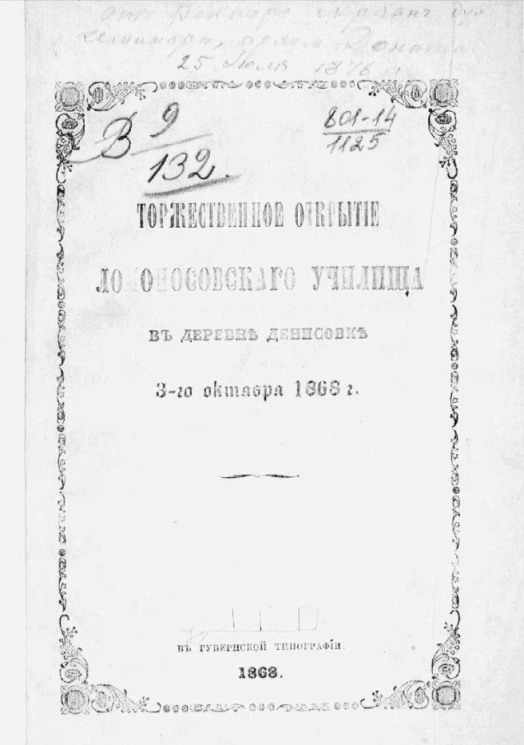 25 Июля 1876 г.
В 9
132.
801-14
1125
ТОРЖЕСТВЕННОЕ ОТКРЫТІЕ
ЛОМОНОСОВСКАГО УЧИЛИЩА
ВЪ ДЕРЕВНѢ ДЕНИСОВКѢ
3-го октября 1868 г.
ВЪ ГУБЕРНСКОЙ ТИПОГРАФІИ.
1868.